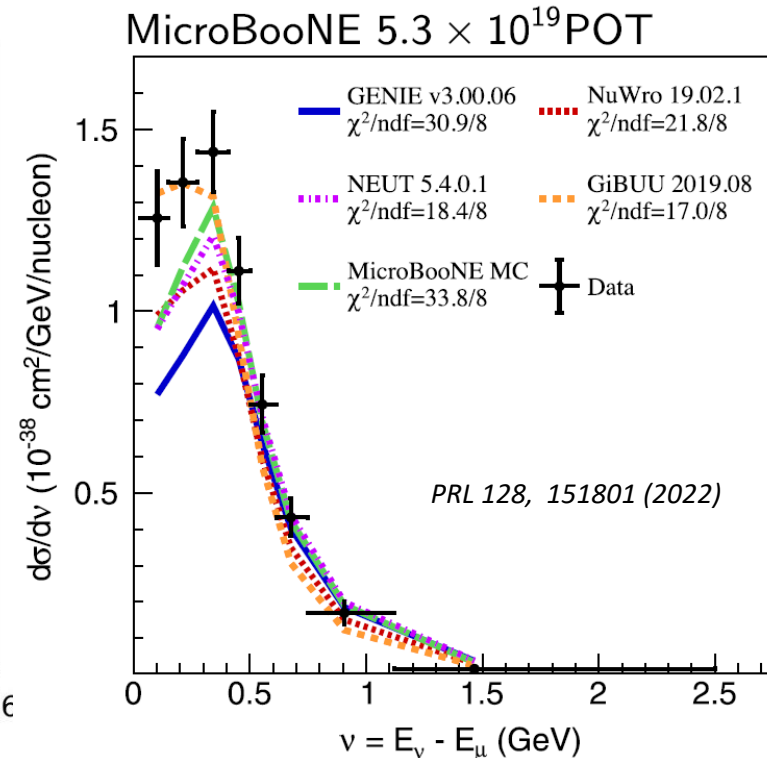 MicroBooNE 5.3 × 10¹⁹POT
GENIE v3.00.06
χ²/ndf=30.9/8
NuWro 19.02.1
χ²/ndf=21.8/8
NEUT 5.4.0.1
χ²/ndf=18.4/8
GiBUU 2019.08
χ²/ndf=17.0/8
MicroBooNE MC
χ²/ndf=33.8/8
Data
PRL 128, 151801 (2022)
dσ/dν (10⁻³⁸ cm²/GeV/nucleon)
1.5
1
0.5
0 0.5 1 1.5 2 2.5
6
ν = Eν - Eμ (GeV)